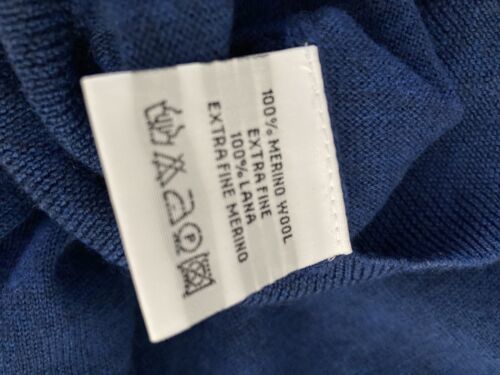 100% MERINO WOOL
EXTRA FINE
100% LANA
EXTRAFINE MERINO
P